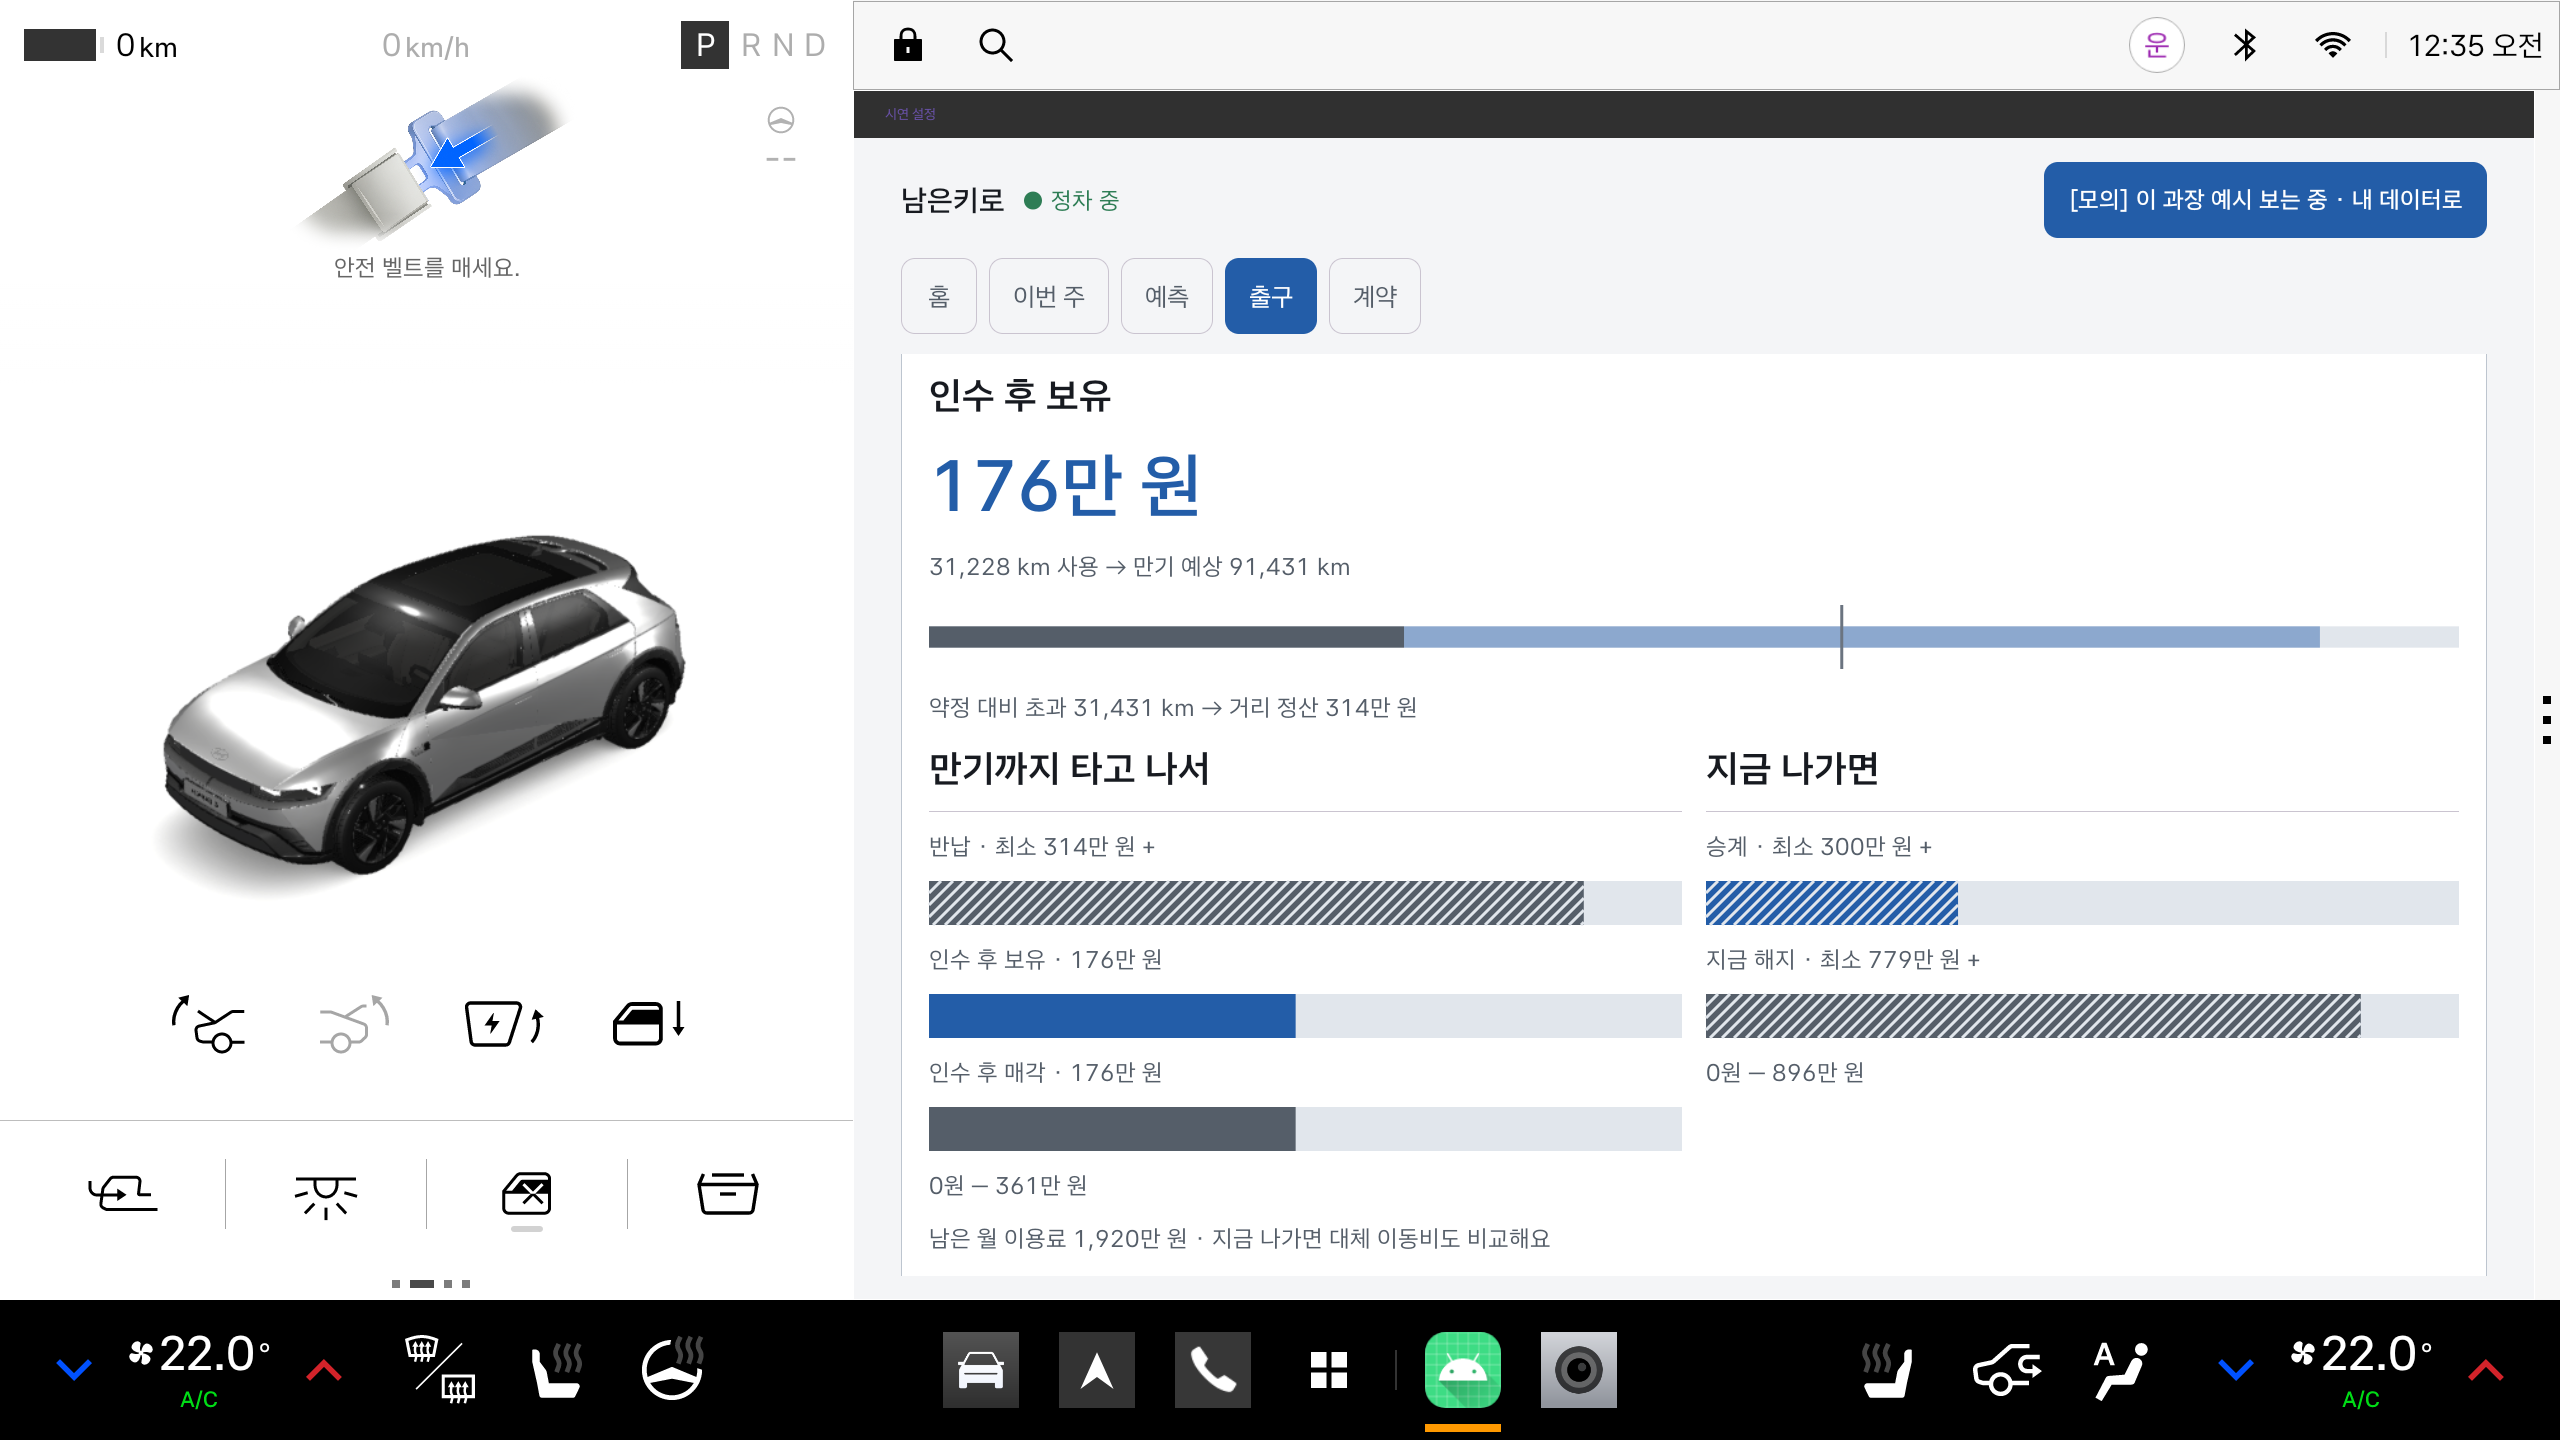 0 km
0 km/h
P R N D
안전 벨트를 매세요.
운
12:35 오전
시연 설정
남은키로
정차 중
[모의] 이 과장 예시 보는 중 · 내 데이터로
홈
이번 주
예측
출구
계약
인수 후 보유
176만 원
31,228 km 사용 → 만기 예상 91,431 km
약정 대비 초과 31,431 km → 거리 정산 314만 원
만기까지 타고 나서
반납 · 최소 314만 원 +
인수 후 보유 · 176만 원
인수 후 매각 · 176만 원
0원 — 361만 원
지금 나가면
승계 · 최소 300만 원 +
지금 해지 · 최소 779만 원 +
0원 — 896만 원
남은 월 이용료 1,920만 원 · 지금 나가면 대체 이동비도 비교해요
22.0°
A/C
A
22.0°
A/C